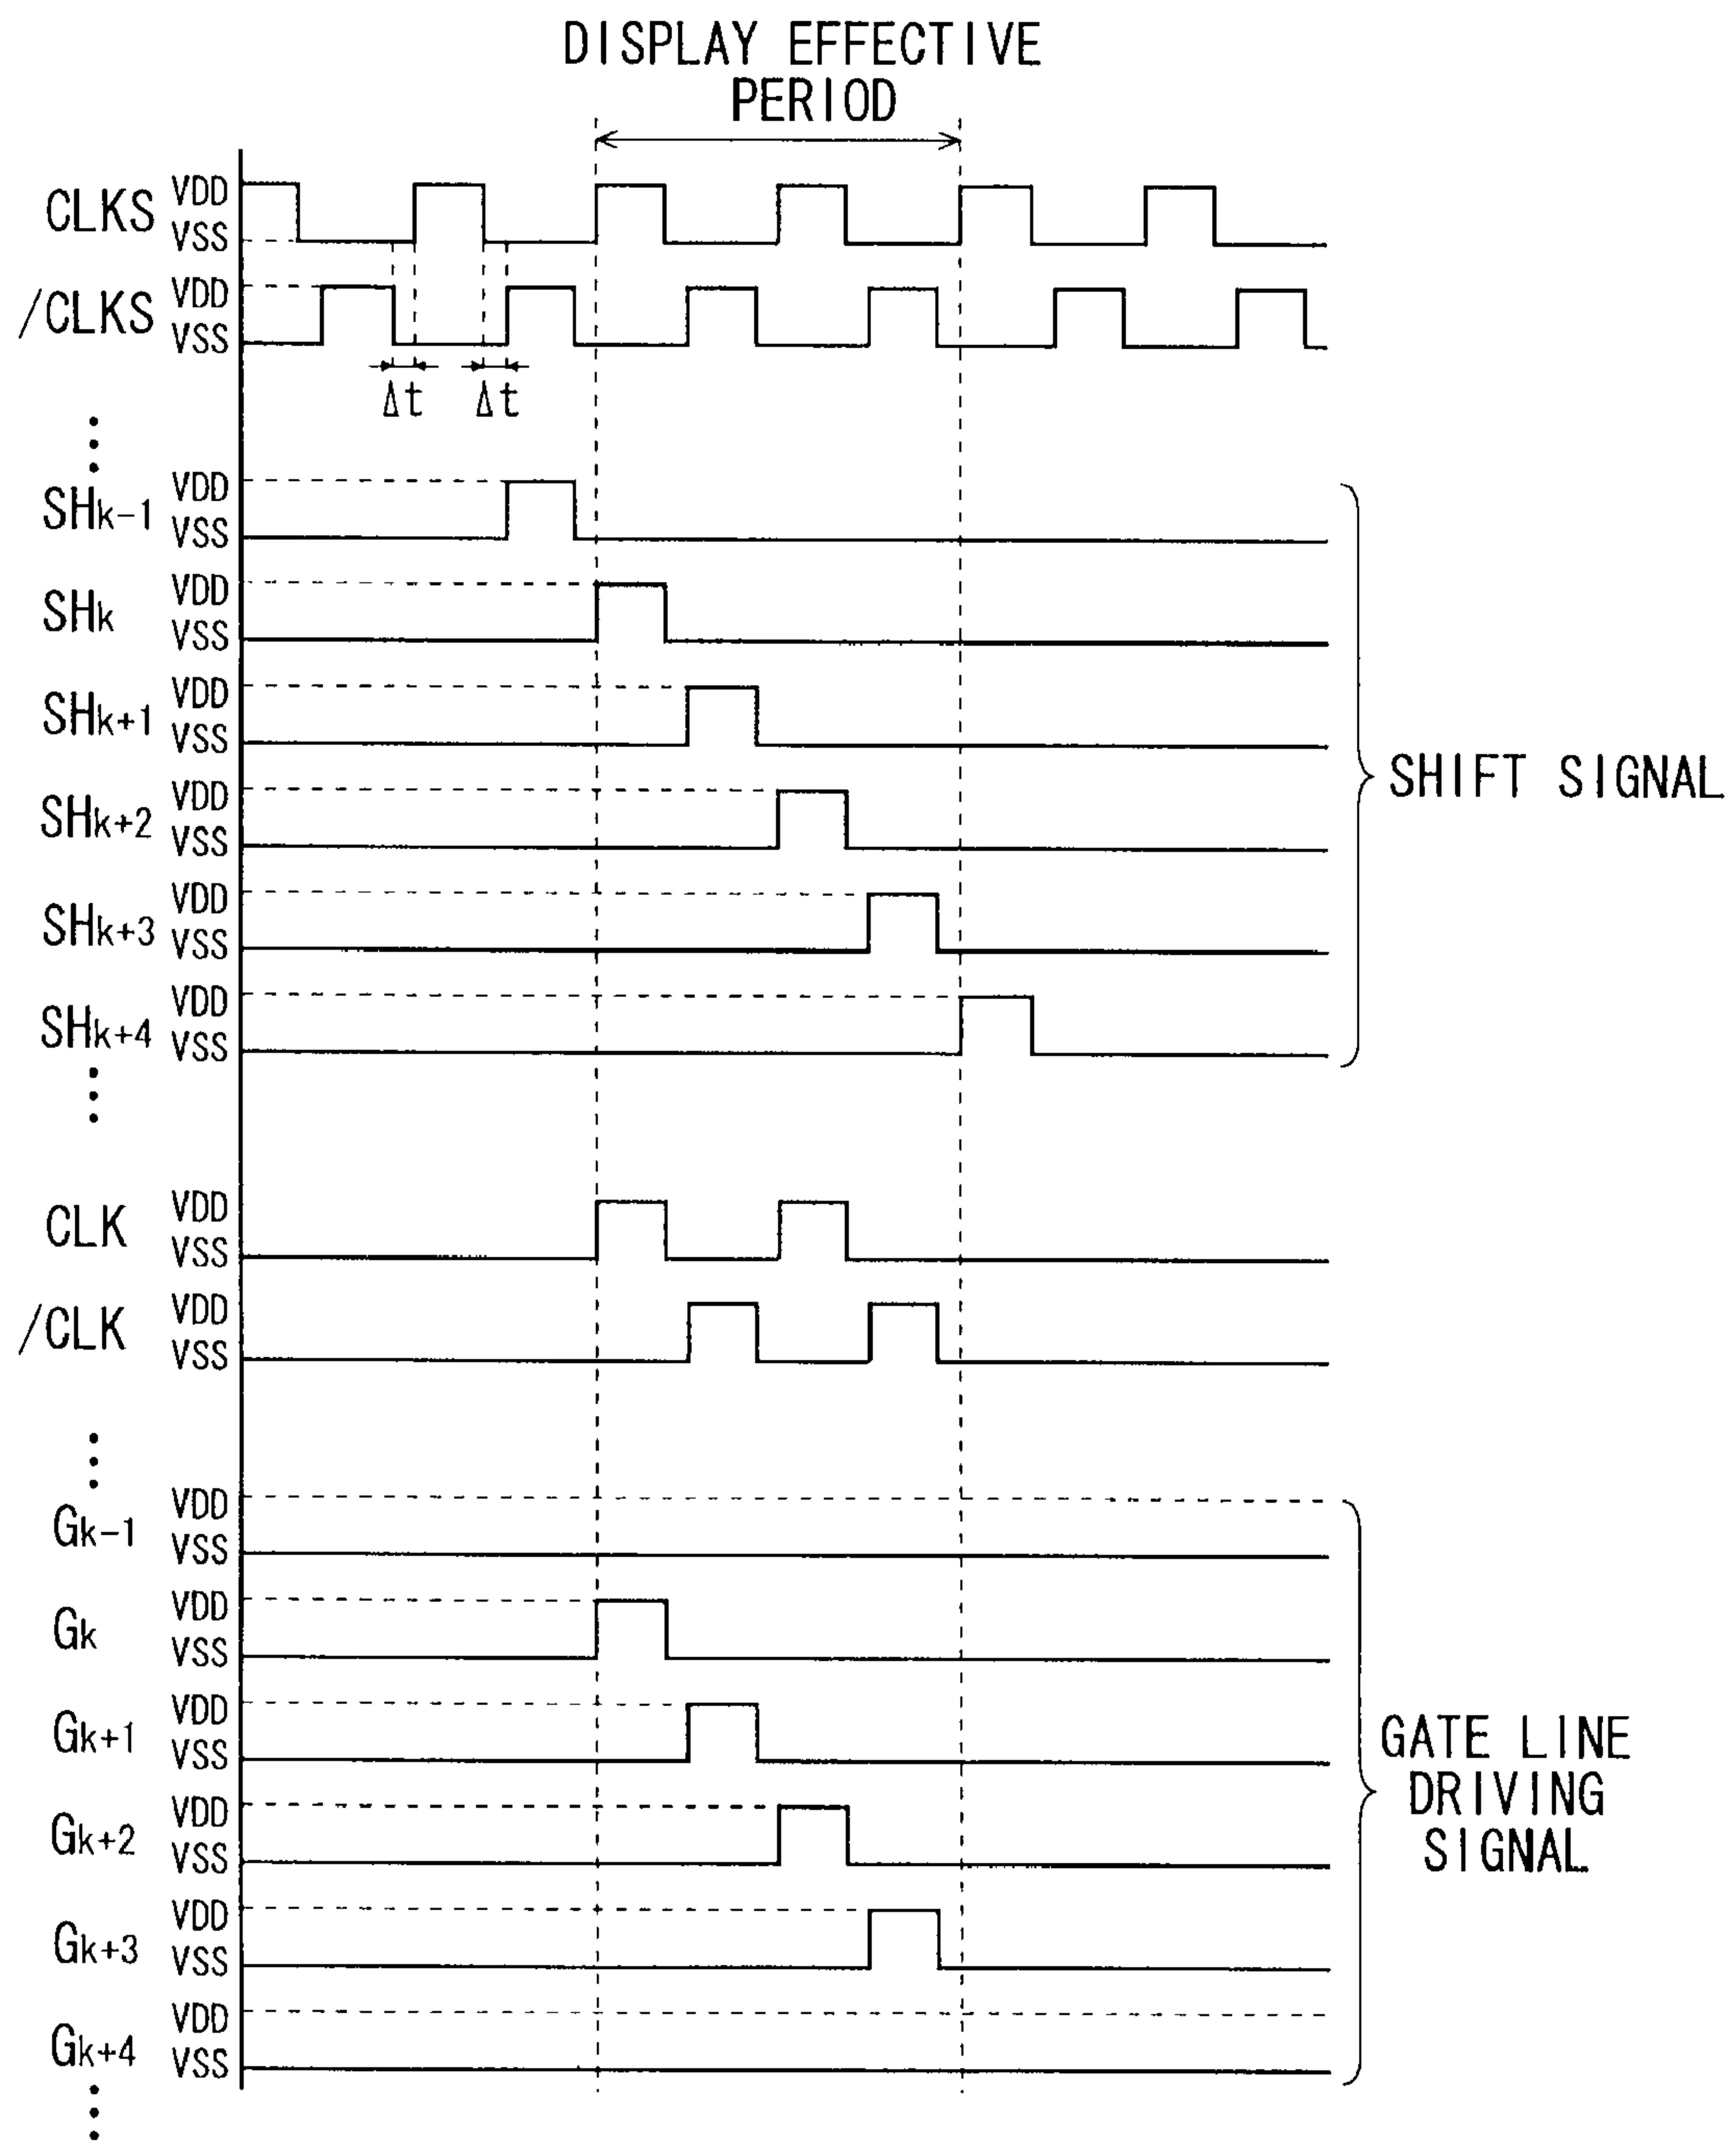 DISPLAY EFFECTIVE
PERIOD
CLKS VDD
VSS
/CLKS VDD
VSS
Δt Δt
SHk-1 VDD
VSS
SHk VDD
VSS
SHk+1 VDD
VSS
SHk+2 VDD
VSS
SHk+3 VDD
VSS
SHk+4 VDD
VSS
SHIFT SIGNAL
CLK VDD
VSS
/CLK VDD
VSS
Gk-1 VDD
VSS
Gk VDD
VSS
Gk+1 VDD
VSS
Gk+2 VDD
VSS
Gk+3 VDD
VSS
Gk+4 VDD
VSS
GATE LINE
DRIVING
SIGNAL